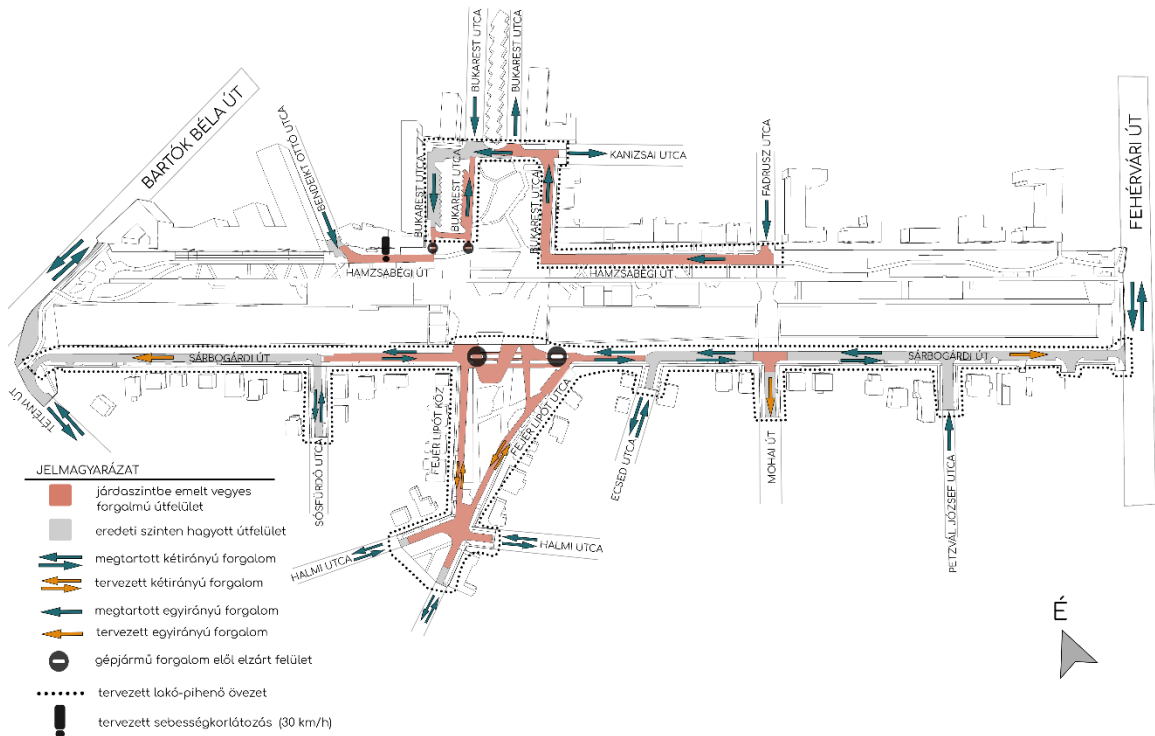 BUKAREST UTCA
BUKAREST UTCA
BARTÓK BÉLA ÚT
BENDEIKT OTTÓ UTCA
BUKAREST UTCA
BUKAREST UTCA
BUKAREST UTCA
KANIZSAI UTCA
FADRUSZ UTCA
FEHÉRVÁRI ÚT
HAMZSABÉGI ÚT
HAMZSABÉGI ÚT
SÁRBOGÁRDI ÚT
SÁRBOGÁRDI ÚT
TÉTÉNYI ÚT
SÓSFÜRDŐ UTCA
FEJÉR LIPÓT KÖZ
FEJÉR LIPÓT UTCA
ECSED UTCA
MOHAI ÚT
PETZVÁL JÓZSEF UTCA
HALMI UTCA
HALMI UTCA
É
JELMAGYARÁZAT
járdaszintbe emelt vegyes
forgalmú útfelület
eredeti szinten hagyott útfelület
megtartott kétirányú forgalom
tervezett kétirányú forgalom
megtartott egyirányú forgalom
tervezett egyirányú forgalom
gépjármű forgalom elől elzárt felület
tervezett lakó-pihenő övezet
tervezett sebességkorlátozás (30 km/h)